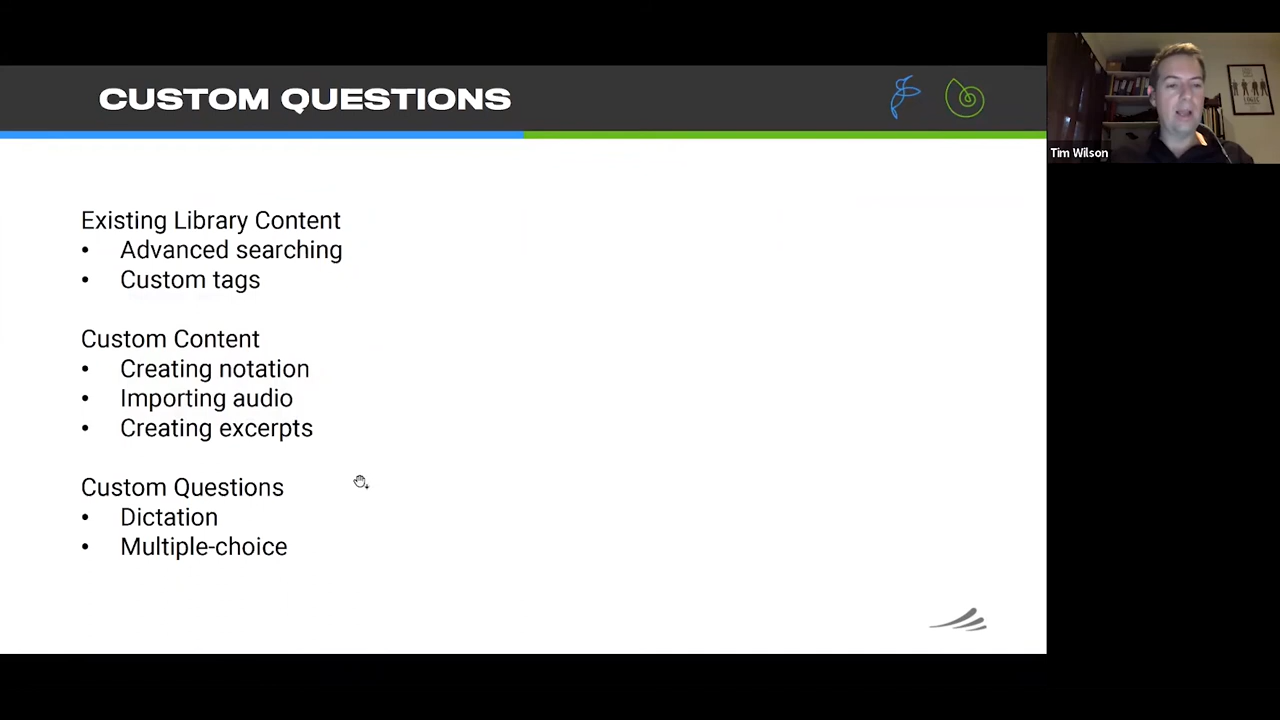 CUSTOM QUESTIONS
Tim Wilson
Existing Library Content
• Advanced searching
• Custom tags
Custom Content
• Creating notation
• Importing audio
• Creating excerpts
Custom Questions
• Dictation
• Multiple-choice